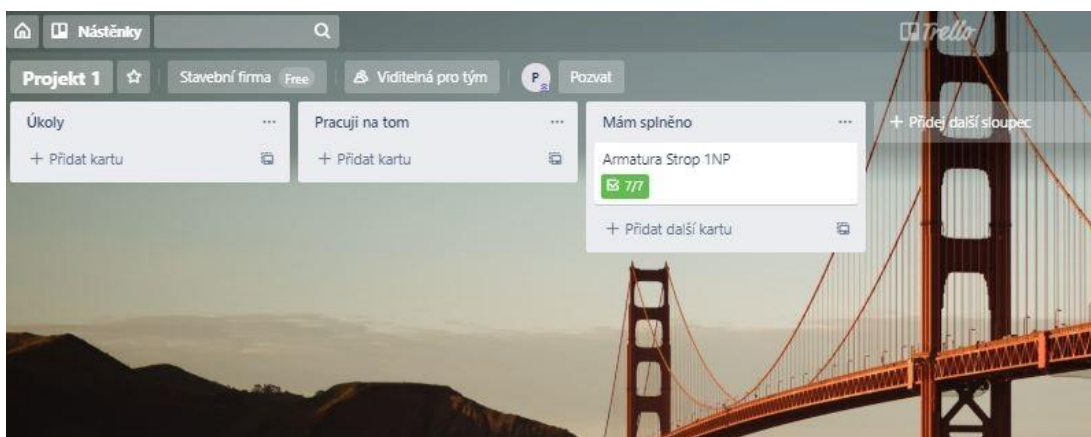 Nástěnky
Trello
Projekt 1
Stavební firma Free
Viditelná pro tým
P
Pozvat
Úkoly
+ Přidat kartu
Pracuji na tom
+ Přidat kartu
Mám splněno
Armatura Strop 1NP
7/7
+ Přidat další kartu
+ Přidej další sloupec